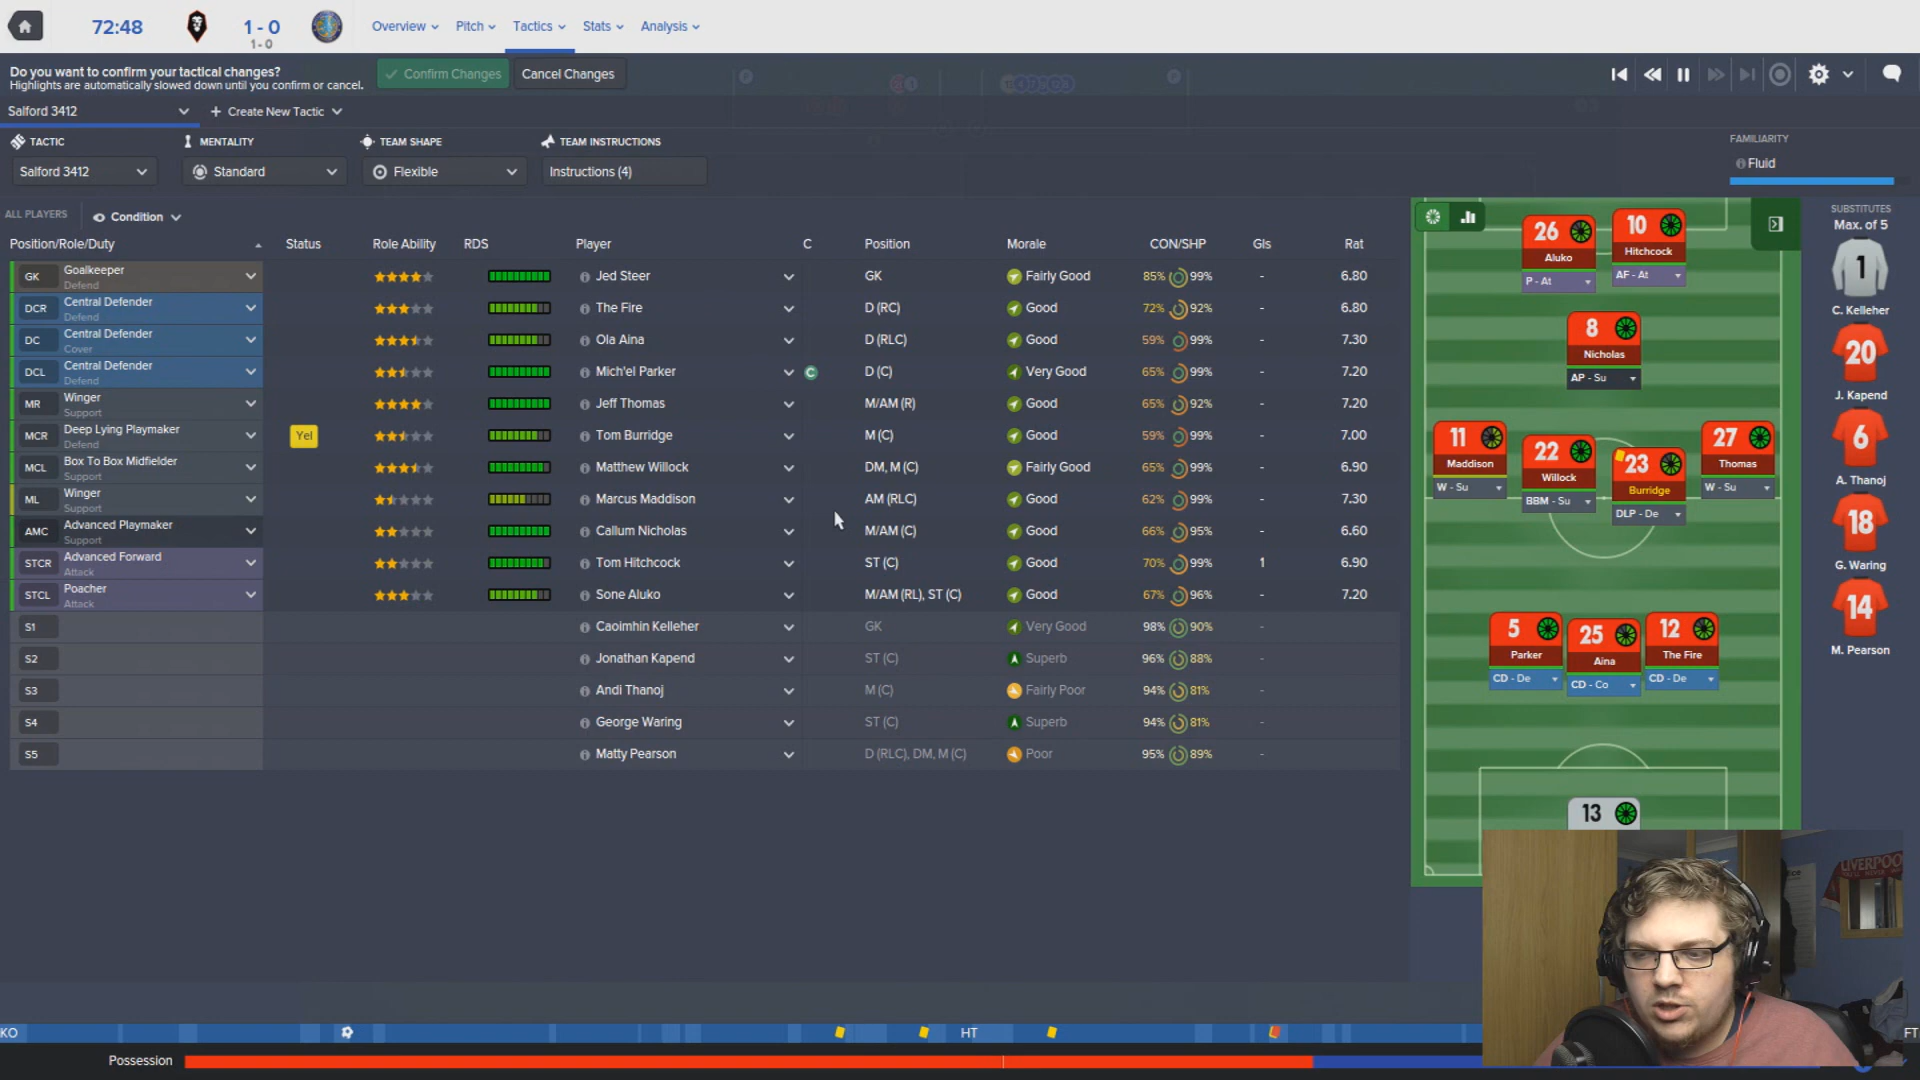 72:48
1 - 0
1 - 0
Overview
Pitch
Tactics
Stats
Analysis
Do you want to confirm your tactical changes?
Highlights are automatically slowed down until you confirm or cancel.
Confirm Changes
Cancel Changes
Salford 3412
+ Create New Tactic
TACTIC
MENTALITY
TEAM SHAPE
TEAM INSTRUCTIONS
FAMILIARITY
Salford 3412
Standard
Flexible
Instructions (4)
Fluid
ALL PLAYERS
Condition
Position/Role/Duty Status Role Ability RDS Player C Position Morale CON/SHP Gls Rat
GK Goalkeeper Defend Jed Steer GK Fairly Good 85% 99% - 6.80
DCR Central Defender Defend The Fire D (RC) Good 72% 92% - 6.80
DC Central Defender Cover Ola Aina D (RLC) Good 59% 99% - 7.30
DCL Central Defender Defend Mich'el Parker C D (C) Very Good 65% 99% - 7.20
MR Winger Support Jeff Thomas M/AM (R) Good 65% 92% - 7.20
MCR Deep Lying Playmaker Defend Yel Tom Burridge M (C) Good 59% 99% - 7.00
MCL Box To Box Midfielder Support Matthew Willock DM, M (C) Fairly Good 65% 99% - 6.90
ML Winger Support Marcus Maddison AM (RLC) Good 62% 99% - 7.30
AMC Advanced Playmaker Support Callum Nicholas M/AM (C) Good 66% 95% - 6.60
STCR Advanced Forward Attack Tom Hitchcock ST (C) Good 70% 99% 1 6.90
STCL Poacher Attack Sone Aluko M/AM (RL), ST (C) Good 67% 96% - 7.20
S1 Caoimhin Kelleher GK Very Good 98% 90% -
S2 Jonathan Kapend ST (C) Superb 96% 88% -
S3 Andi Thanoj M (C) Fairly Poor 94% 81% -
S4 George Waring ST (C) Superb 94% 81% -
S5 Matty Pearson D (RLC), DM, M (C) Poor 95% 89% -
26 10
Aluko Hitchcock
P - At AF - At
8
Nicholas
AP - Su
11 22 23 27
Maddison Willock Burridge Thomas
W - Su BBM - Su DLP - De W - Su
5 25 12
Parker Aina The Fire
CD - De CD - Co CD - De
13
SUBSTITUTES
Max. of 5
1
C. Kelleher
20
J. Kapend
6
A. Thanoj
18
G. Waring
14
M. Pearson
LIVERPOO
KO
HT
FT
Possession